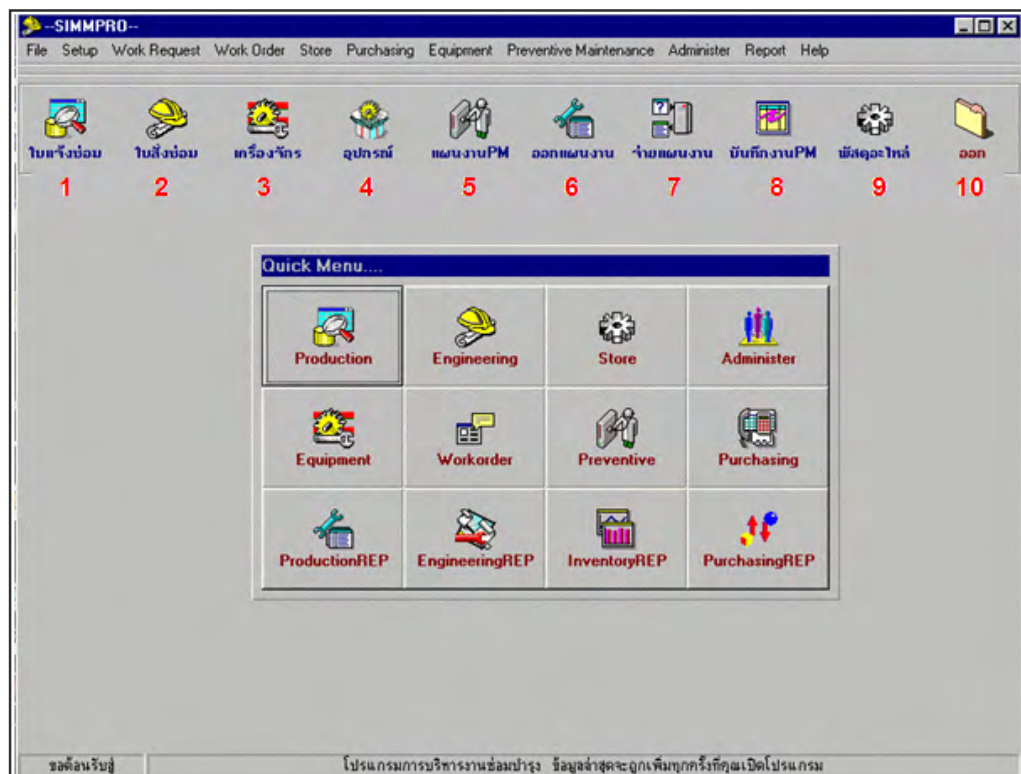 --SIMMPRO--
File Setup Work Request Work Order Store Purchasing Equipment Preventive Maintenance Administer Report Help
ใบแจ้งซ่อม ใบสั่งซ่อม เครื่องจักร อุปกรณ์ แผนงานPM ออกแผนงาน จ่ายแผนงาน บันทึกงานPM พัสดุอะไหล่ ออก
1 2 3 4 5 6 7 8 9 10
Quick Menu....
Production Engineering Store Administer
Equipment Workorder Preventive Purchasing
ProductionREP EngineeringREP InventoryREP PurchasingREP
ขอต้อนรับสู่ โปรแกรมการบริหารงานซ่อมบำรุง ข้อมูลล่าสุดจะถูกเพิ่มทุกครั้งที่คุณเปิดโปรแกรม